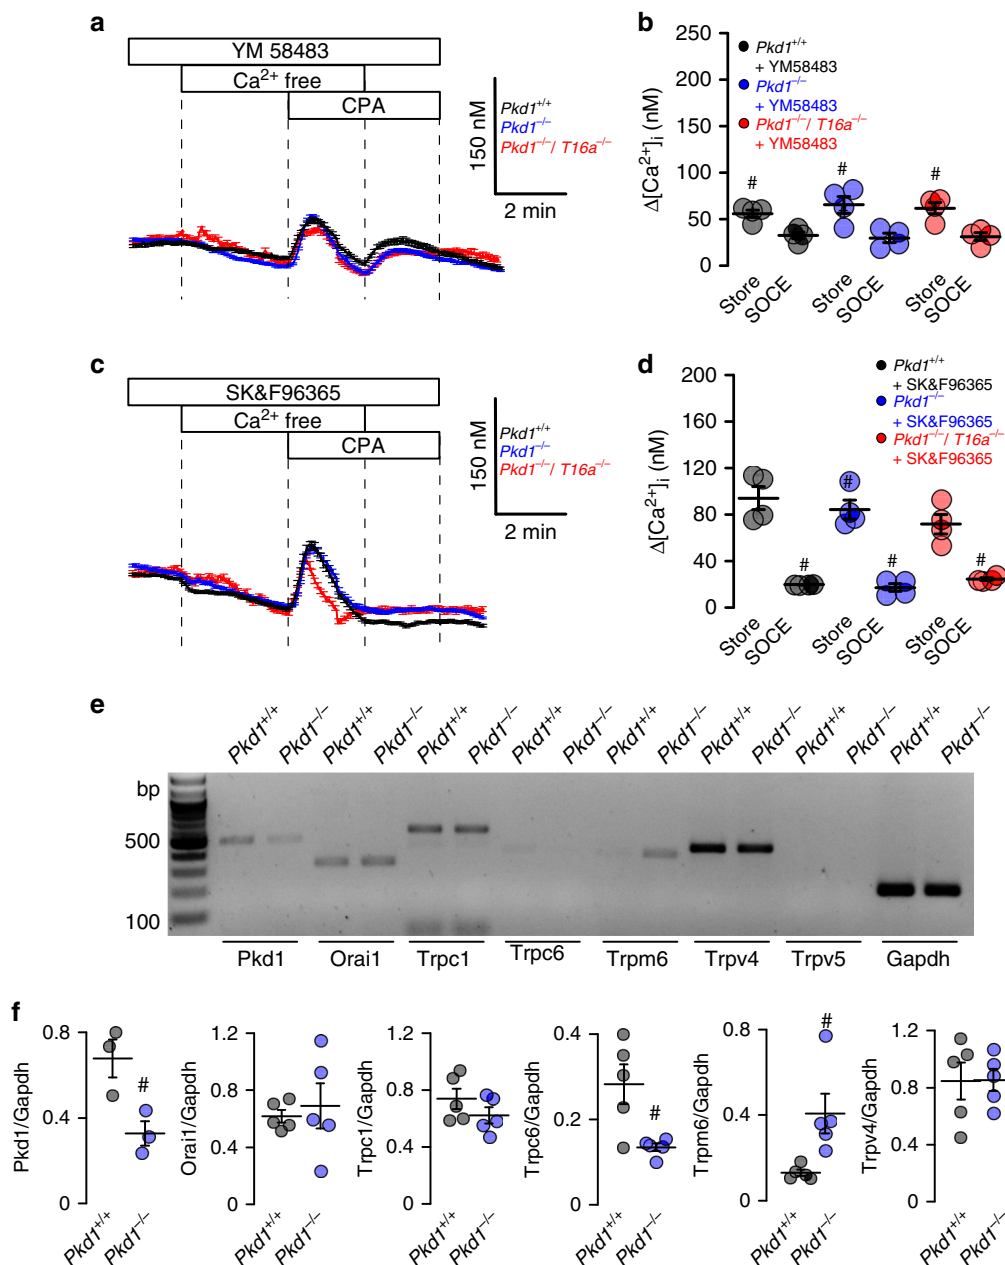 a
YM 58483
Ca²⁺ free
CPA
150 nM
Pkd1⁺/⁺
Pkd1⁻/⁻
Pkd1⁻/⁻/ T16a⁻/⁻
2 min
b
Δ[Ca²⁺]ᵢ (nM)
250
200
150
100
50
0
Pkd1⁺/⁺
+ YM58483
Pkd1⁻/⁻
+ YM58483
Pkd1⁻/⁻/ T16a⁻/⁻
+ YM58483
# # #
Store SOCE Store SOCE Store SOCE
c
SK&F96365
Ca²⁺ free
CPA
150 nM
Pkd1⁺/⁺
Pkd1⁻/⁻
Pkd1⁻/⁻/ T16a⁻/⁻
2 min
d
Δ[Ca²⁺]ᵢ (nM)
200
160
120
80
40
0
Pkd1⁺/⁺
+ SK&F96365
Pkd1⁻/⁻
+ SK&F96365
Pkd1⁻/⁻/ T16a⁻/⁻
+ SK&F96365
# # # #
Store SOCE Store SOCE Store SOCE
e
Pkd1⁺/⁺ Pkd1⁻/⁻ Pkd1⁺/⁺ Pkd1⁻/⁻ Pkd1⁺/⁺ Pkd1⁻/⁻ Pkd1⁺/⁺ Pkd1⁻/⁻ Pkd1⁺/⁺ Pkd1⁻/⁻ Pkd1⁺/⁺ Pkd1⁻/⁻ Pkd1⁺/⁺ Pkd1⁻/⁻
bp
500
100
Pkd1 Orai1 Trpc1 Trpc6 Trpm6 Trpv4 Trpv5 Gapdh
f
Pkd1/Gapdh
0.8
0.4
0
#
Pkd1⁺/⁺ Pkd1⁻/⁻
Orai1/Gapdh
1.2
0.8
0.4
0
Pkd1⁺/⁺ Pkd1⁻/⁻
Trpc1/Gapdh
1.2
0.8
0.4
0
Pkd1⁺/⁺ Pkd1⁻/⁻
Trpc6/Gapdh
0.4
0.2
0
#
Pkd1⁺/⁺ Pkd1⁻/⁻
Trpm6/Gapdh
0.8
0.4
0
#
Pkd1⁺/⁺ Pkd1⁻/⁻
Trpv4/Gapdh
1.2
0.8
0.4
0
Pkd1⁺/⁺ Pkd1⁻/⁻